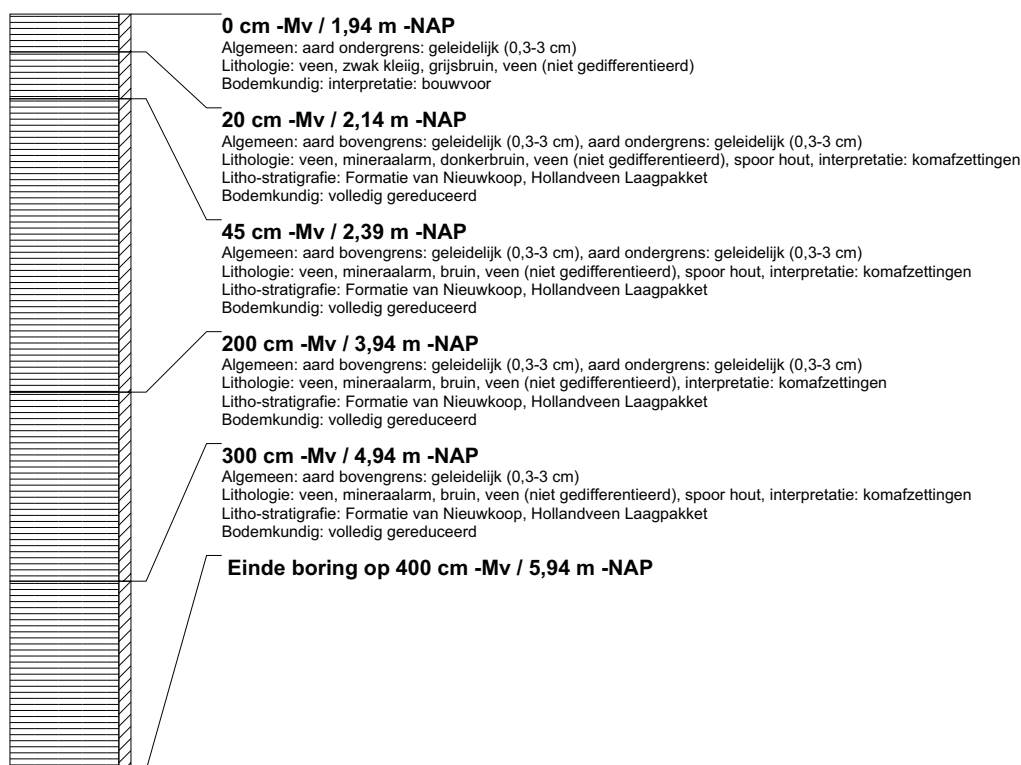 0 cm -Mv / 1,94 m -NAP
Algemeen: aard ondergrens: geleidelijk (0,3-3 cm)
Lithologie: veen, zwak kleiig, grijsbruin, veen (niet gedifferentieerd)
Bodemkundig: interpretatie: bouwvoor
20 cm -Mv / 2,14 m -NAP
Algemeen: aard bovengrens: geleidelijk (0,3-3 cm), aard ondergrens: geleidelijk (0,3-3 cm)
Lithologie: veen, mineraalarm, donkerbruin, veen (niet gedifferentieerd), spoor hout, interpretatie: komafzettingen
Litho-stratigrafie: Formatie van Nieuwkoop, Hollandveen Laagpakket
Bodemkundig: volledig gereduceerd
45 cm -Mv / 2,39 m -NAP
Algemeen: aard bovengrens: geleidelijk (0,3-3 cm), aard ondergrens: geleidelijk (0,3-3 cm)
Lithologie: veen, mineraalarm, bruin, veen (niet gedifferentieerd), spoor hout, interpretatie: komafzettingen
Litho-stratigrafie: Formatie van Nieuwkoop, Hollandveen Laagpakket
Bodemkundig: volledig gereduceerd
200 cm -Mv / 3,94 m -NAP
Algemeen: aard bovengrens: geleidelijk (0,3-3 cm), aard ondergrens: geleidelijk (0,3-3 cm)
Lithologie: veen, mineraalarm, bruin, veen (niet gedifferentieerd), interpretatie: komafzettingen
Litho-stratigrafie: Formatie van Nieuwkoop, Hollandveen Laagpakket
Bodemkundig: volledig gereduceerd
300 cm -Mv / 4,94 m -NAP
Algemeen: aard bovengrens: geleidelijk (0,3-3 cm)
Lithologie: veen, mineraalarm, bruin, veen (niet gedifferentieerd), spoor hout, interpretatie: komafzettingen
Litho-stratigrafie: Formatie van Nieuwkoop, Hollandveen Laagpakket
Bodemkundig: volledig gereduceerd
Einde boring op 400 cm -Mv / 5,94 m -NAP